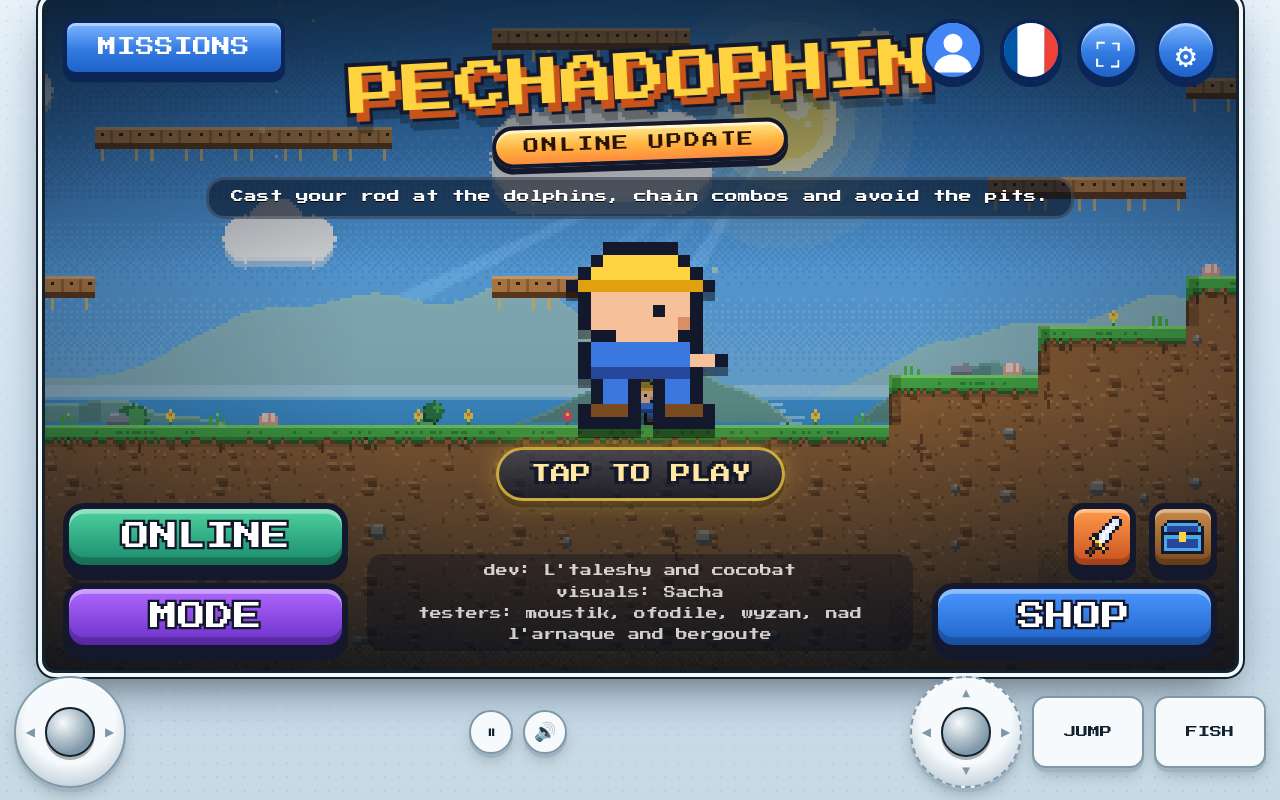 MISSIONS
PECHADOPHIN
ONLINE UPDATE
Cast your rod at the dolphins, chain combos and avoid the pits.
TAP TO PLAY
ONLINE
MODE
dev: L'taleshy and cocobat
visuals: Sacha
testers: moustik, ofodile, wyzan, nad
l'arnaque and bergoute
SHOP
JUMP
FISH